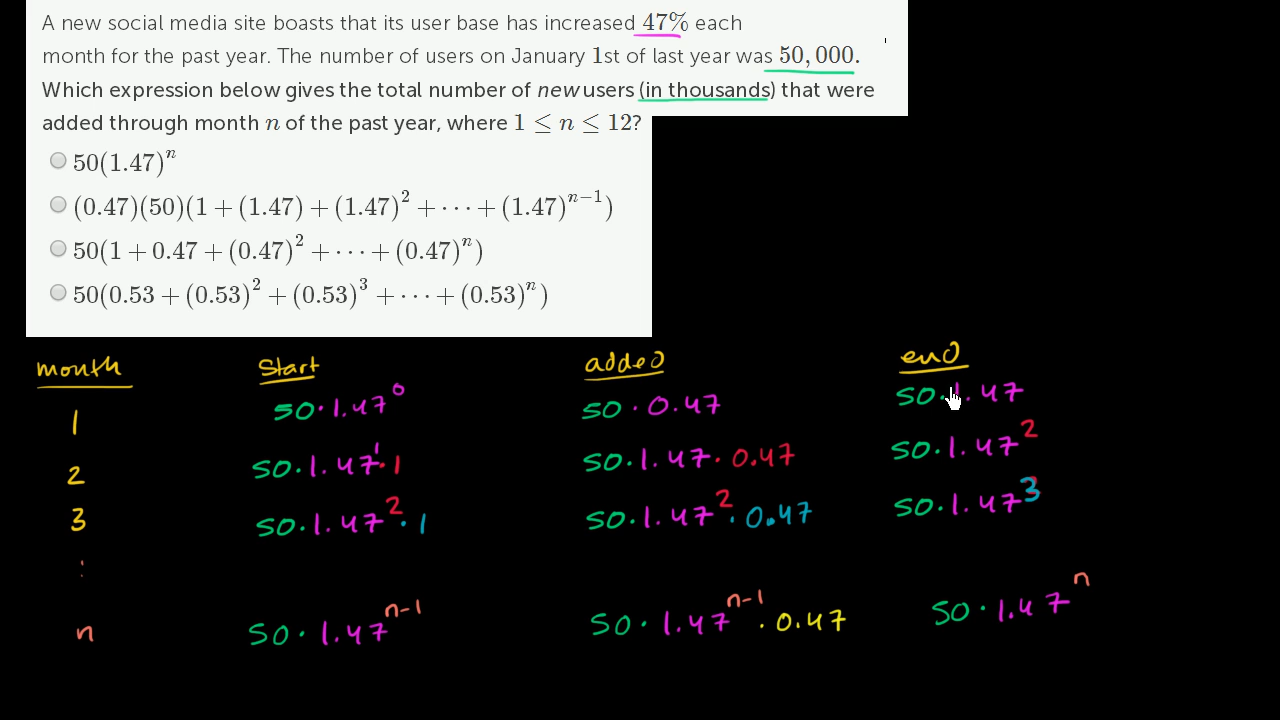 A new social media site boasts that its user base has increased 47% each
month for the past year. The number of users on January 1st of last year was 50,000.
Which expression below gives the total number of new users (in thousands) that were
added through month n of the past year, where 1 ≤ n ≤ 12?
50(1.47)^n
(0.47)(50)(1 + (1.47) + (1.47)^2 + ⋯ + (1.47)^{n−1})
50(1 + 0.47 + (0.47)^2 + ⋯ + (0.47)^n)
50(0.53 + (0.53)^2 + (0.53)^3 + ⋯ + (0.53)^n)
month start added end
1 50·1.47^0 50·0.47 50·1.47
2 50·1.47^1·1 50·1.47·0.47 50·1.47^2
3 50·1.47^2·1 50·1.47^2·0.47 50·1.47^3
⋮
n 50·1.47^{n-1} 50·1.47^{n-1}·0.47 50·1.47^n